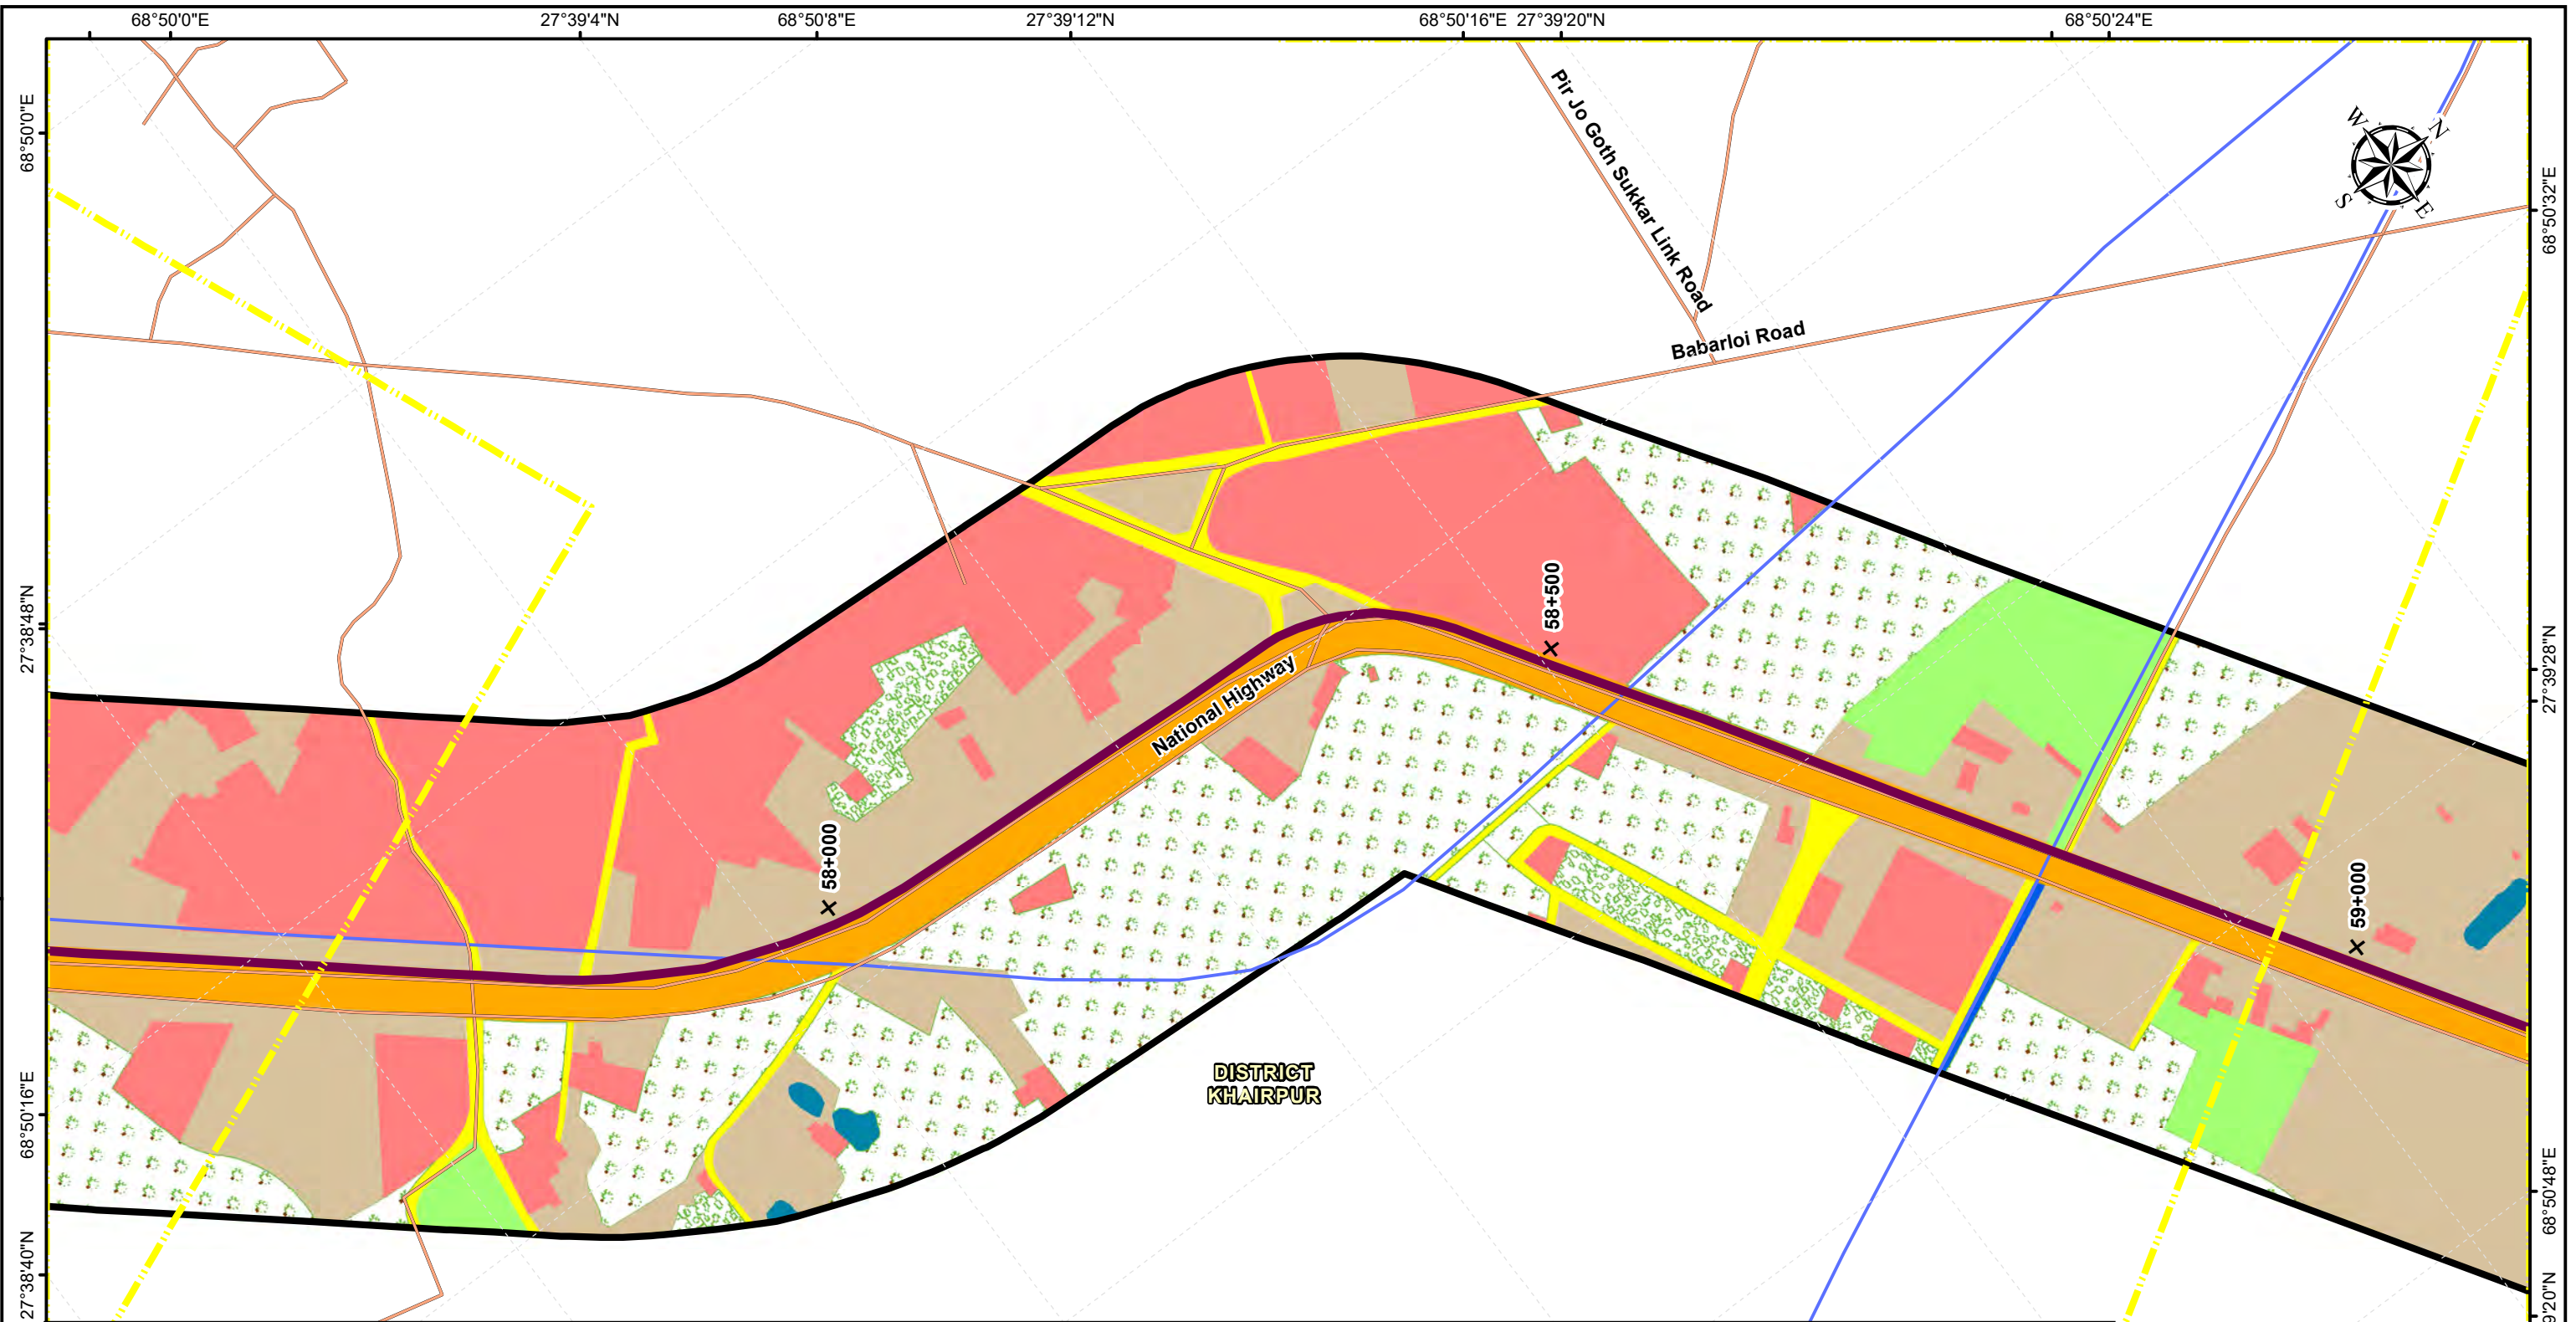 68°50'0"E
27°39'4"N
68°50'8"E
27°39'12"N
68°50'16"E
27°39'20"N
68°50'24"E
68°50'0"E
27°38'48"N
68°50'16"E
27°38'40"N
68°50'32"E
27°39'28"N
68°50'48"E
9'20"N
W
N
S
E
Pir Jo Goth Sukkar Link Road
Babarloi Road
58+500
National Highway
58+000
59+000
DISTRICT
KHAIRPUR